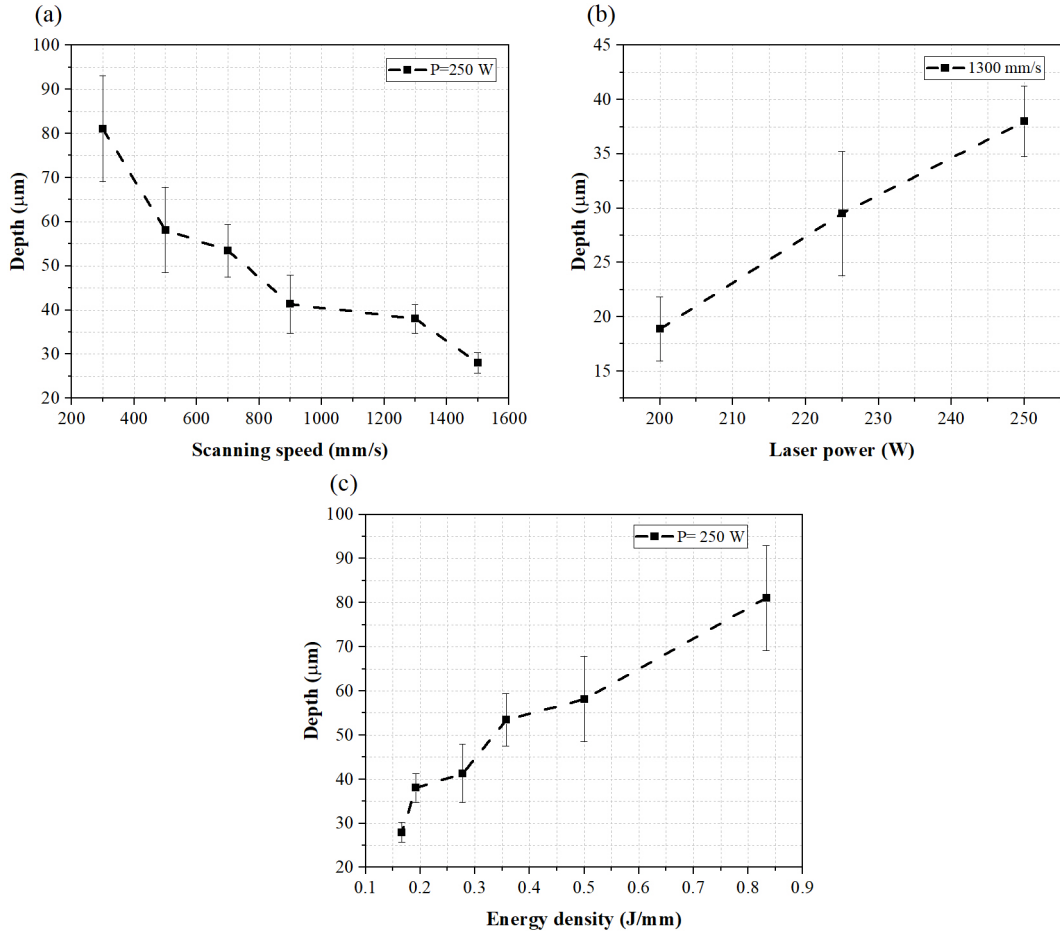 (a)
100
90
80
70
60
50
40
30
20
200 400 600 800 1000 1200 1400 1600
Depth (μm)
Scanning speed (mm/s)
P=250 W
(b)
45
40
35
30
25
20
15
200 210 220 230 240 250
Depth (μm)
Laser power (W)
1300 mm/s
(c)
100
90
80
70
60
50
40
30
20
0.1 0.2 0.3 0.4 0.5 0.6 0.7 0.8 0.9
Depth (μm)
Energy density (J/mm)
P= 250 W